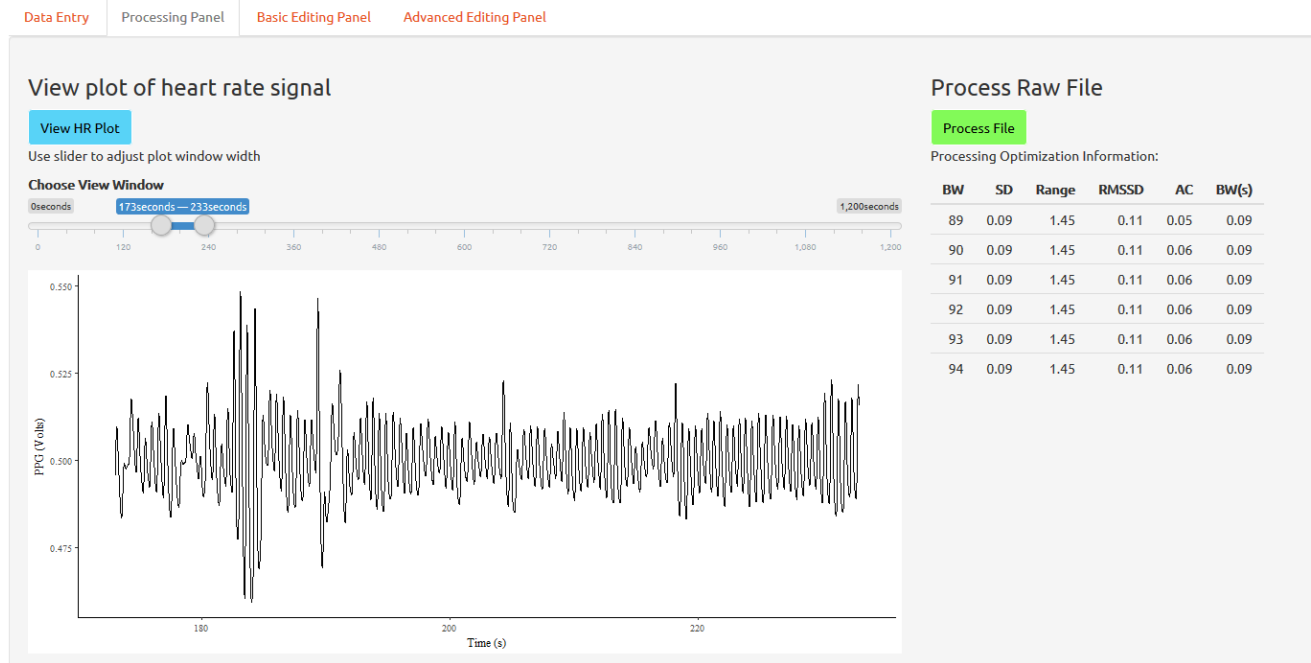 Data Entry Processing Panel Basic Editing Panel Advanced Editing Panel
View plot of heart rate signal
View HR Plot
Use slider to adjust plot window width
Choose View Window
0seconds 173seconds — 233seconds 1,200seconds
0 120 240 360 480 600 720 840 960 1,080 1,200
0.550
0.525
0.500
0.475
PPG (Volts)
180 200 220
Time (s)
Process Raw File
Process File
Processing Optimization Information:
BW SD Range RMSSD AC BW(s)
89 0.09 1.45 0.11 0.05 0.09
90 0.09 1.45 0.11 0.06 0.09
91 0.09 1.45 0.11 0.06 0.09
92 0.09 1.45 0.11 0.06 0.09
93 0.09 1.45 0.11 0.06 0.09
94 0.09 1.45 0.11 0.06 0.09